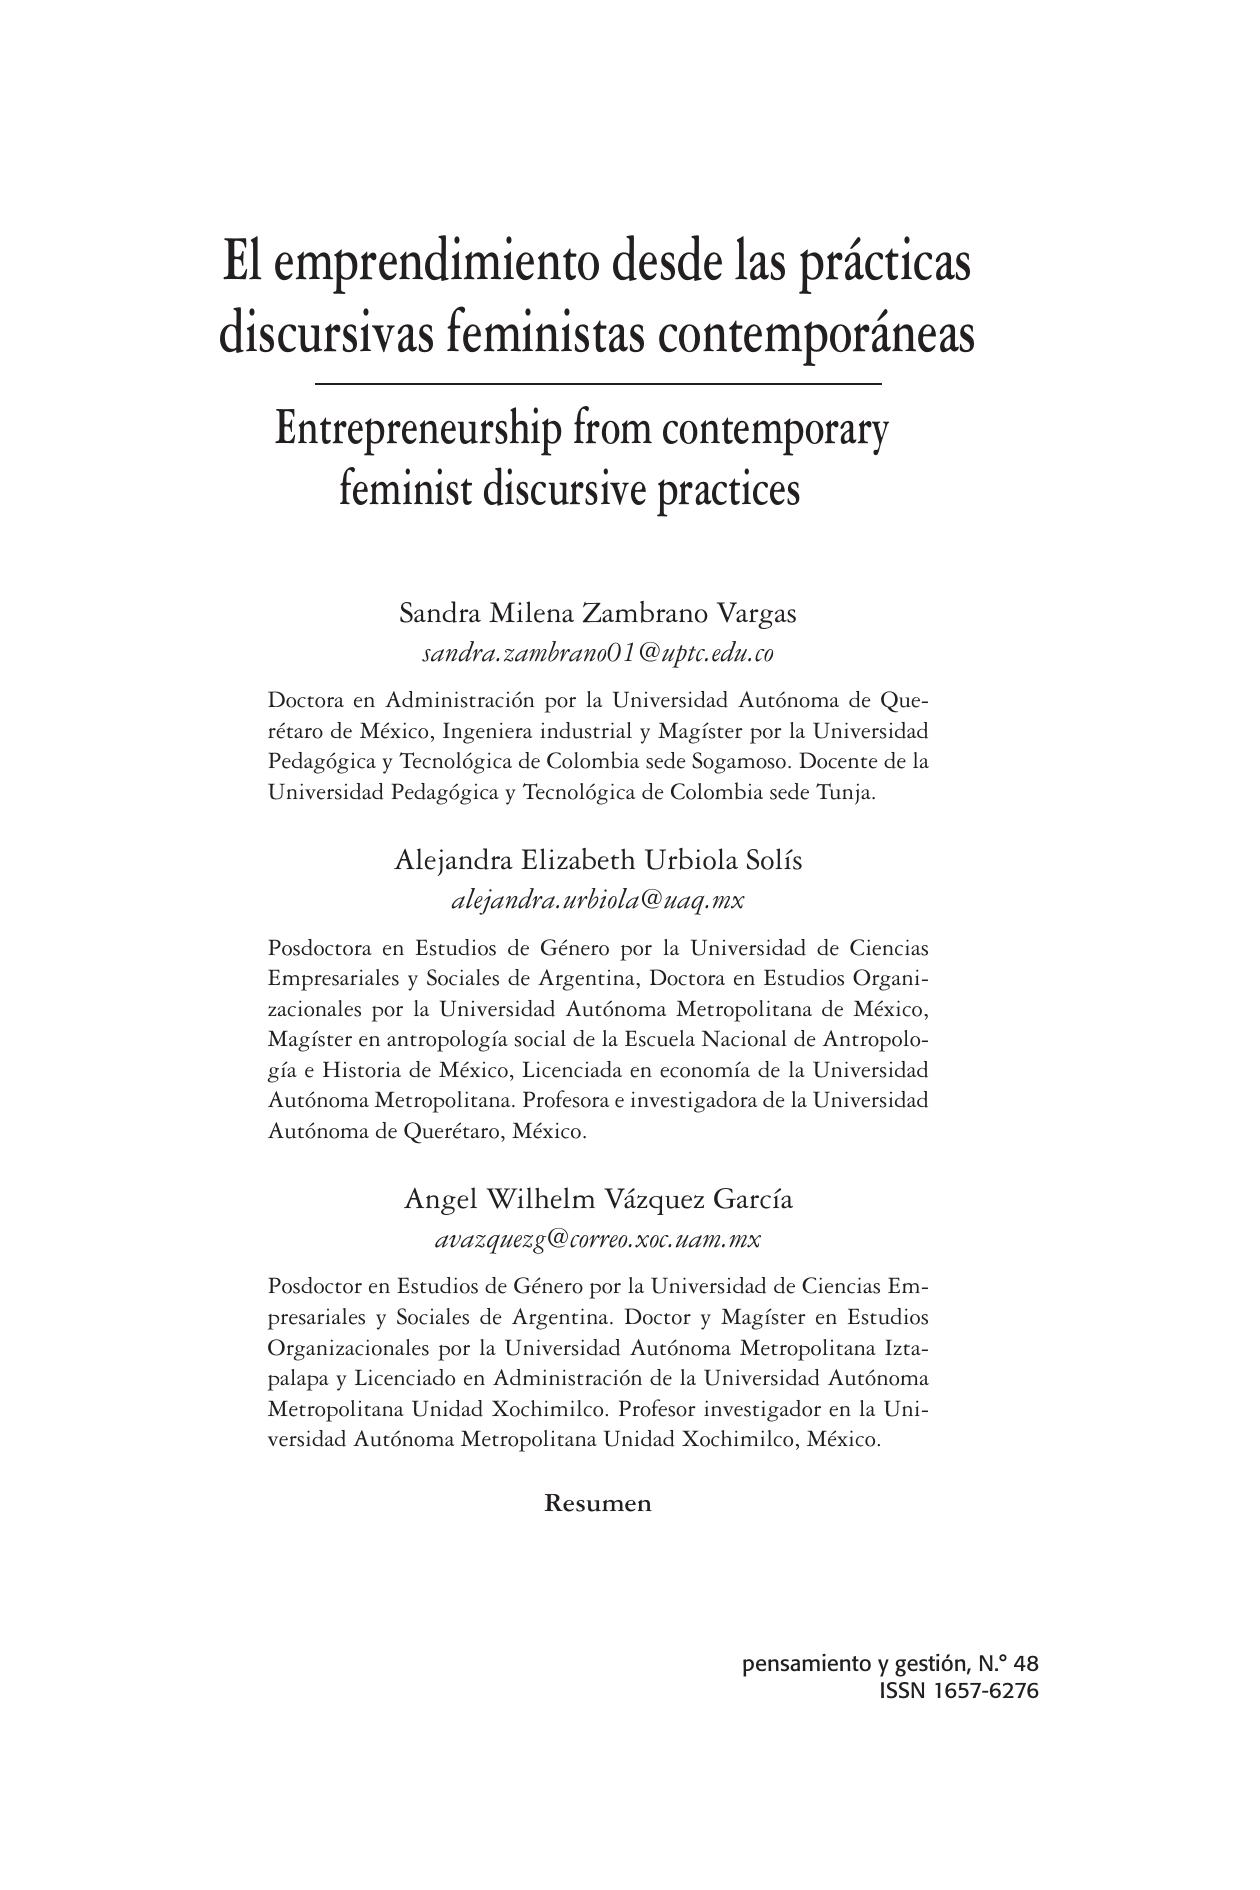 El emprendimiento desde las prácticas
discursivas feministas contemporáneas
Entrepreneurship from contemporary
feminist discursive practices
Sandra Milena Zambrano Vargas
sandra.zambrano01@uptc.edu.co
Doctora en Administración por la Universidad Autónoma de Que-
rétaro de México, Ingeniera industrial y Magíster por la Universidad
Pedagógica y Tecnológica de Colombia sede Sogamoso. Docente de la
Universidad Pedagógica y Tecnológica de Colombia sede Tunja.
Alejandra Elizabeth Urbiola Solís
alejandra.urbiola@uaq.mx
Posdoctora en Estudios de Género por la Universidad de Ciencias
Empresariales y Sociales de Argentina, Doctora en Estudios Organi-
zacionales por la Universidad Autónoma Metropolitana de México,
Magíster en antropología social de la Escuela Nacional de Antropolo-
gía e Historia de México, Licenciada en economía de la Universidad
Autónoma Metropolitana. Profesora e investigadora de la Universidad
Autónoma de Querétaro, México.
Angel Wilhelm Vázquez García
avazquezg@correo.xoc.uam.mx
Posdoctor en Estudios de Género por la Universidad de Ciencias Em-
presariales y Sociales de Argentina. Doctor y Magíster en Estudios
Organizacionales por la Universidad Autónoma Metropolitana Izta-
palapa y Licenciado en Administración de la Universidad Autónoma
Metropolitana Unidad Xochimilco. Profesor investigador en la Uni-
versidad Autónoma Metropolitana Unidad Xochimilco, México.
Resumen
pensamiento y gestión, N.° 48
ISSN 1657-6276